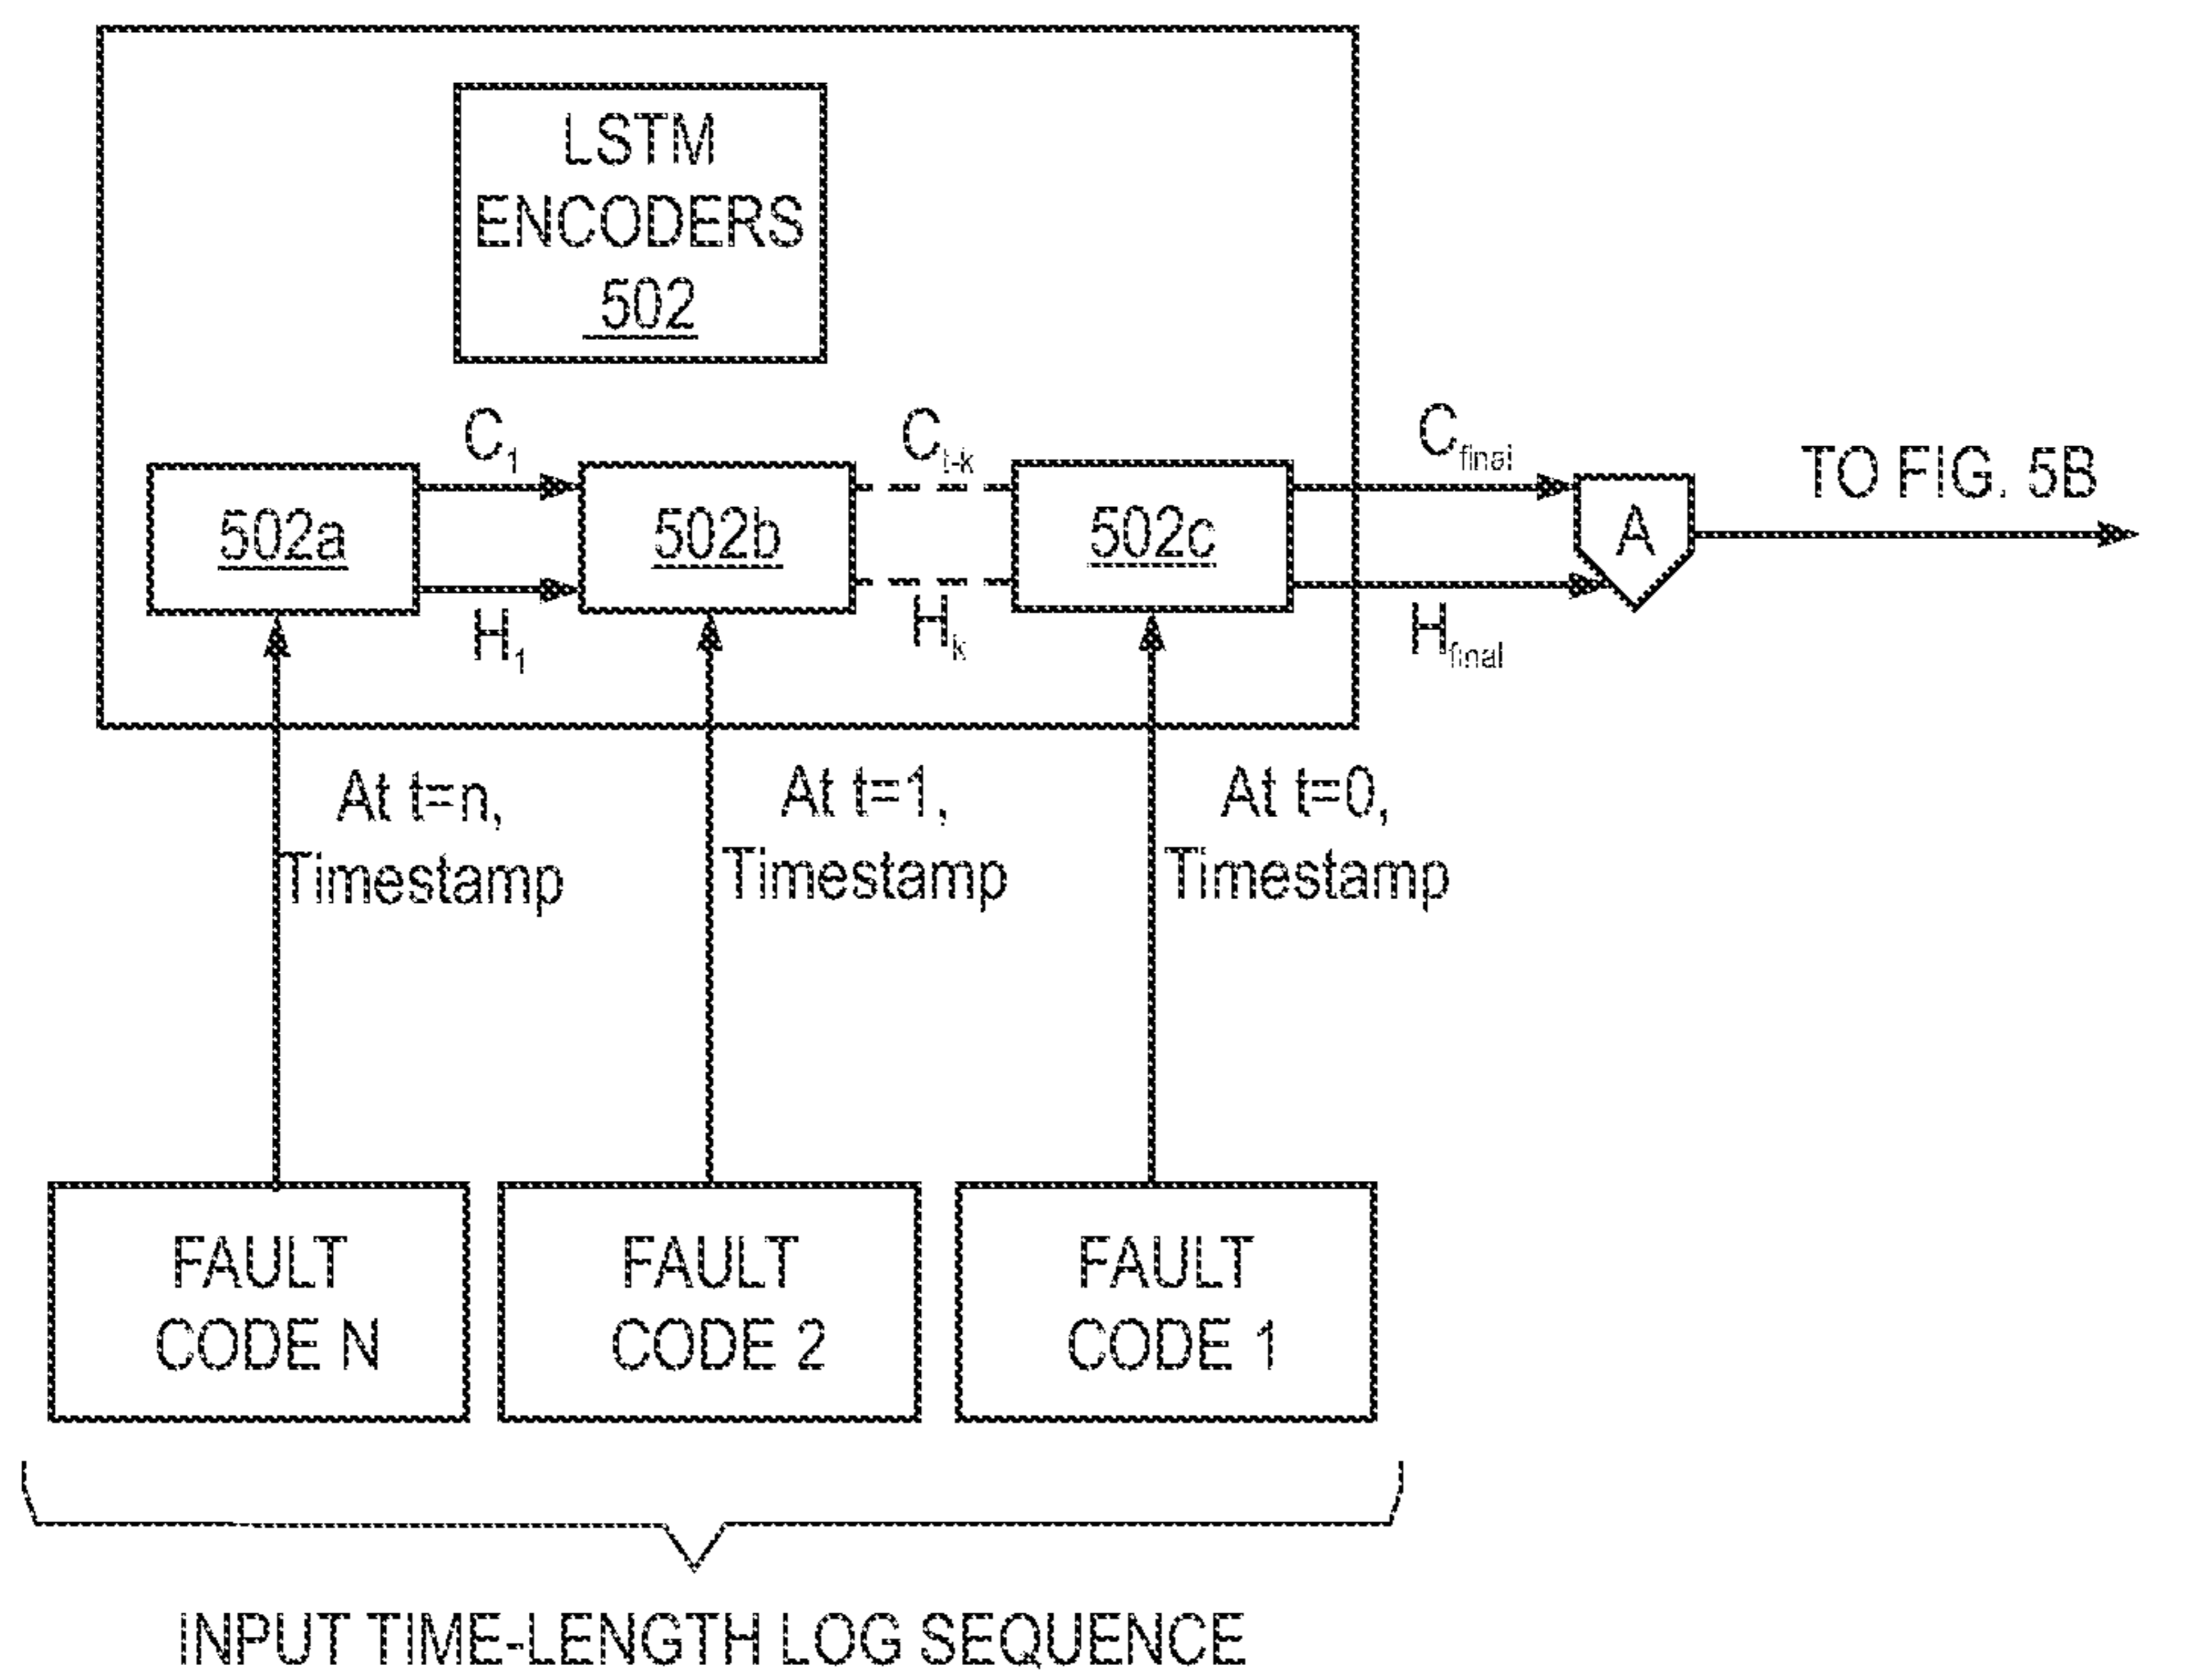 LSTM
ENCODERS
502
C1
Ct-k
Cfinal
TO FIG. 5B
502a
502b
502c
A
H1
Hk
Hfinal
At t=n,
Timestamp
At t=1,
Timestamp
At t=0,
Timestamp
FAULT
CODE N
FAULT
CODE 2
FAULT
CODE 1
INPUT TIME-LENGTH LOG SEQUENCE